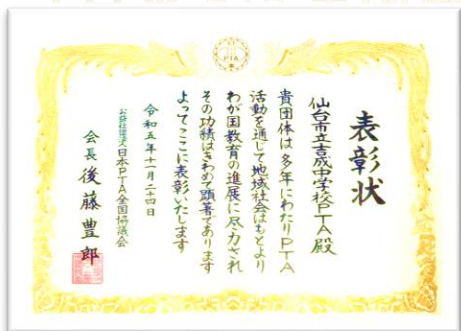 表彰状
仙台市立吉成中学校PTA殿
貴団体は多年にわたりPTA
活動を通じて地域社会はもとより
わが国教育の進展に尽力され
その功績はきわめて顕著であります
よってここに表彰いたします
令和五年十一月二十四日
公益社団法人日本PTA全国協議会
会長 後藤豊郎
PTA